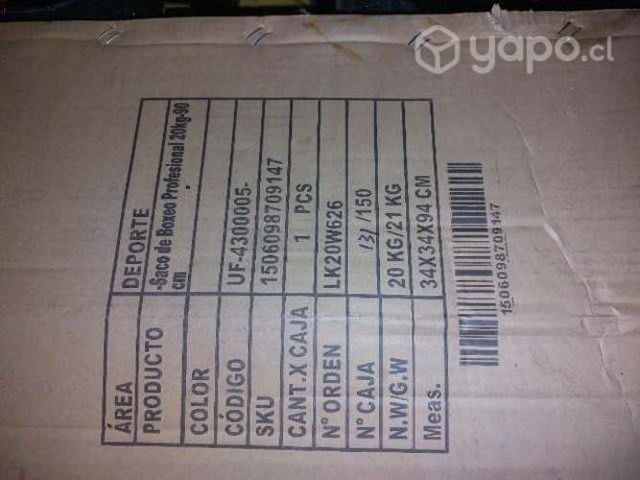 yapo.cl
ÁREA DEPORTE
PRODUCTO -Saco de Boxeo Profesional 20kg-90
cm
COLOR
CÓDIGO UF-4300005-
SKU 1506098709147
CANT.X CAJA 1 PCS
N° ORDEN LK20W626
N° CAJA 131/150
N.W/G.W 20 KG/21 KG
Meas. 34X34X94 CM
1506098709147